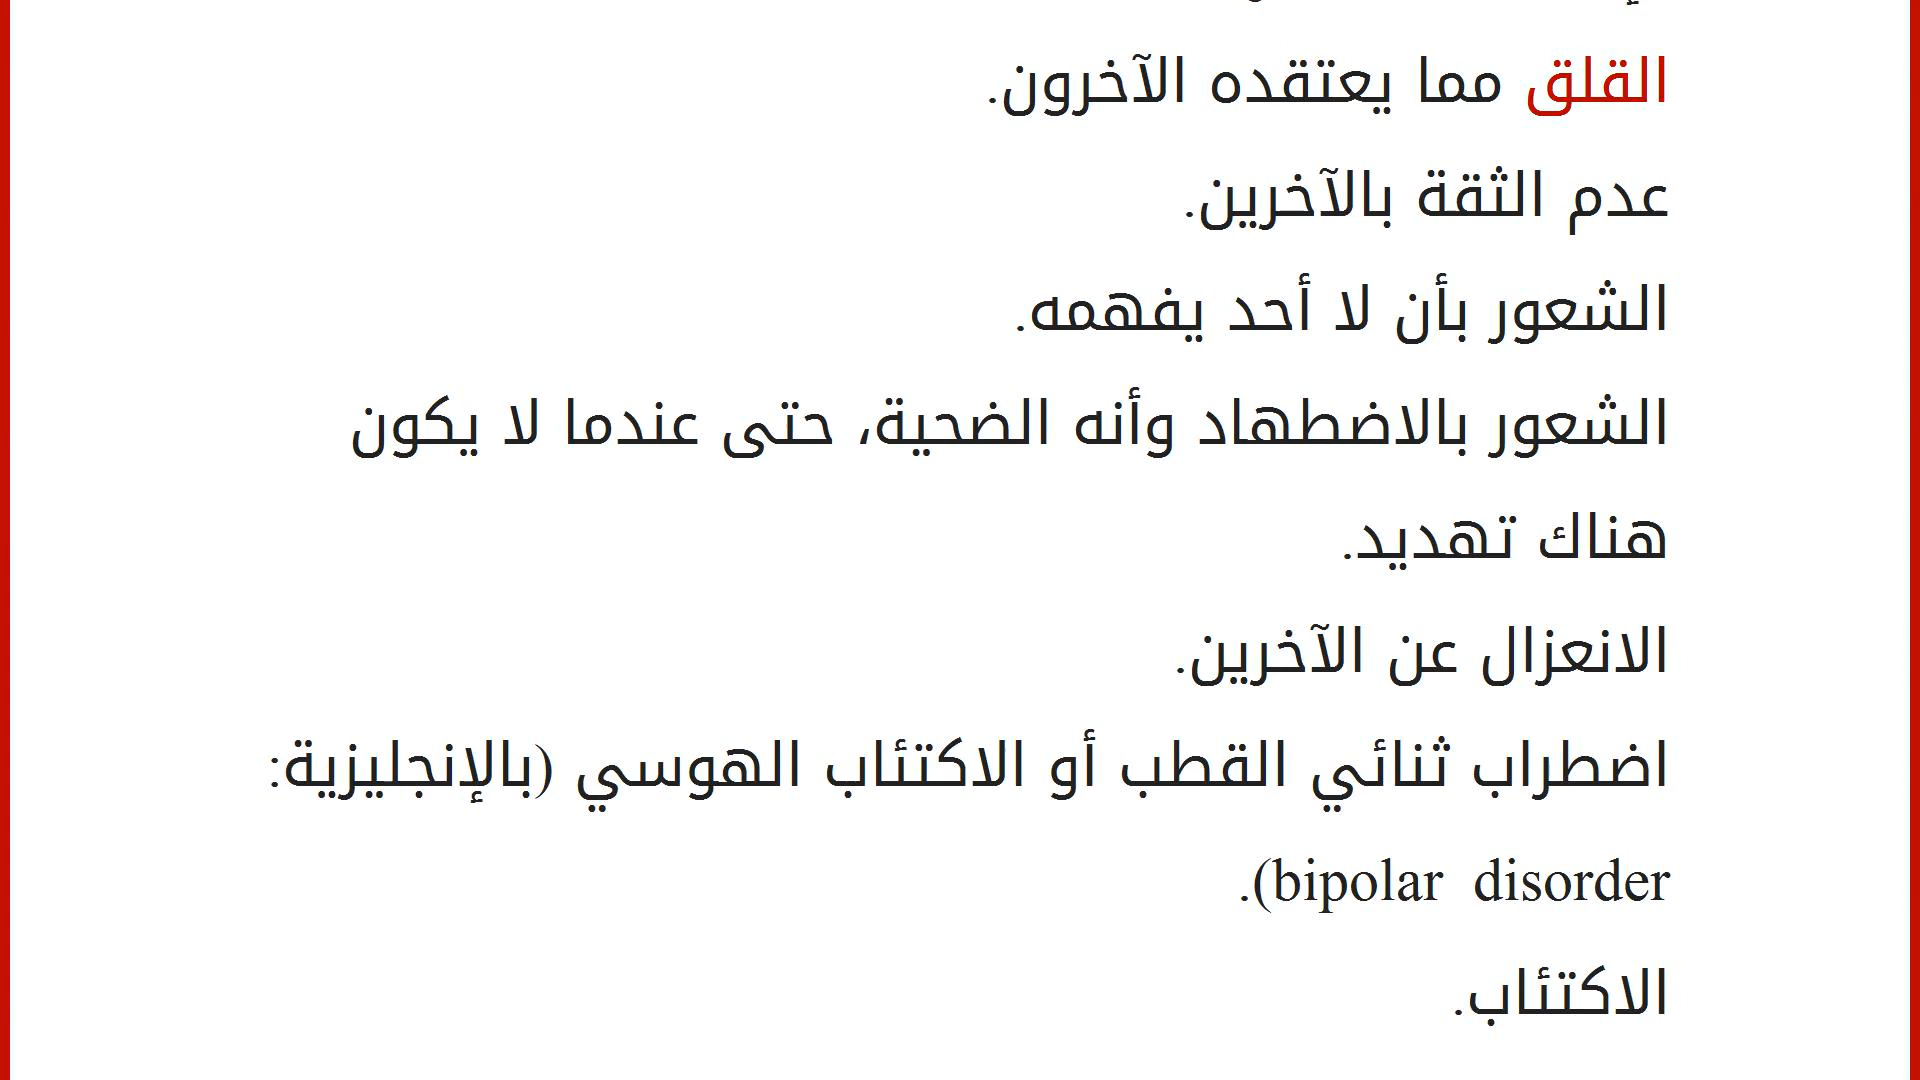 القلق مما يعتقده الآخرون.
عدم الثقة بالآخرين.
الشعور بأن لا أحد يفهمه.
الشعور بالاضطهاد وأنه الضحية، حتى عندما لا يكون
هناك تهديد.
الانعزال عن الآخرين.
اضطراب ثنائي القطب أو الاكتئاب الهوسي (بالإنجليزية:
bipolar disorder).
الاكتئاب.